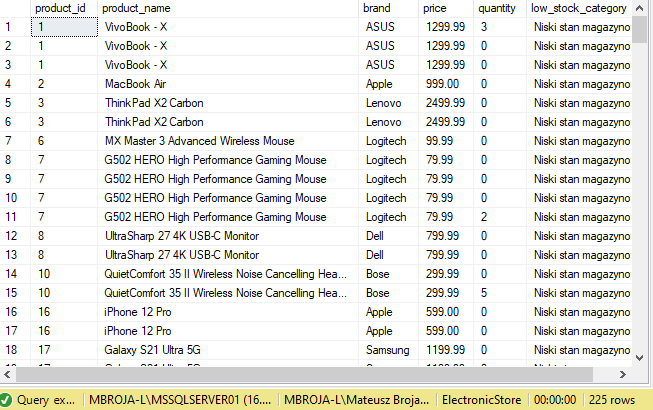 product_id product_name brand price quantity low_stock_category
1 1 VivoBook - X ASUS 1299.99 3 Niski stan magazyno
2 1 VivoBook - X ASUS 1299.99 0 Niski stan magazyno
3 1 VivoBook - X ASUS 1299.99 0 Niski stan magazyno
4 2 MacBook Air Apple 999.00 0 Niski stan magazyno
5 3 ThinkPad X2 Carbon Lenovo 2499.99 0 Niski stan magazyno
6 3 ThinkPad X2 Carbon Lenovo 2499.99 0 Niski stan magazyno
7 6 MX Master 3 Advanced Wireless Mouse Logitech 99.99 0 Niski stan magazyno
8 7 G502 HERO High Performance Gaming Mouse Logitech 79.99 0 Niski stan magazyno
9 7 G502 HERO High Performance Gaming Mouse Logitech 79.99 0 Niski stan magazyno
10 7 G502 HERO High Performance Gaming Mouse Logitech 79.99 0 Niski stan magazyno
11 7 G502 HERO High Performance Gaming Mouse Logitech 79.99 2 Niski stan magazyno
12 8 UltraSharp 27 4K USB-C Monitor Dell 799.99 0 Niski stan magazyno
13 8 UltraSharp 27 4K USB-C Monitor Dell 799.99 0 Niski stan magazyno
14 10 QuietComfort 35 II Wireless Noise Cancelling Hea... Bose 299.99 0 Niski stan magazyno
15 10 QuietComfort 35 II Wireless Noise Cancelling Hea... Bose 299.99 5 Niski stan magazyno
16 16 iPhone 12 Pro Apple 599.00 0 Niski stan magazyno
17 16 iPhone 12 Pro Apple 599.00 0 Niski stan magazyno
18 17 Galaxy S21 Ultra 5G Samsung 1199.99 0 Niski stan magazyno
Query ex... MBROJA-L\MSSQLSERVER01 (16.... MBROJA-L\Mateusz Broja... ElectronicStore 00:00:00 225 rows